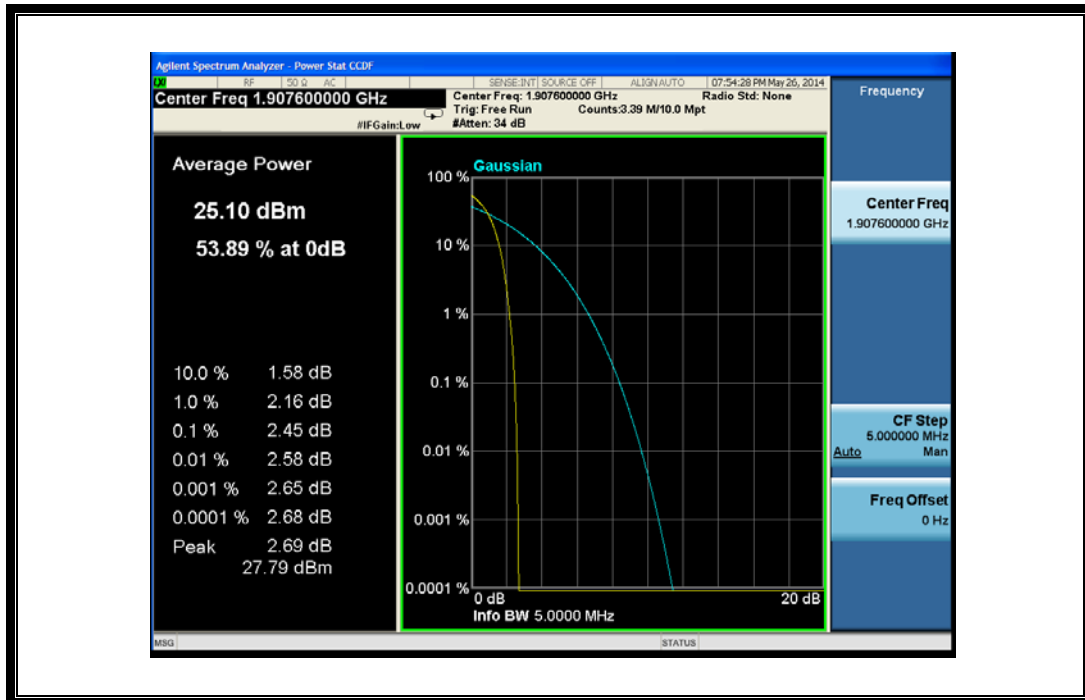 Agilent Spectrum Analyzer - Power Stat CCDF
LXI RF 50 Ω AC SENSE:INT SOURCE OFF ALIGN AUTO 07:54:28 PM May 26, 2014
Center Freq 1.907600000 GHz
Center Freq: 1.907600000 GHz Radio Std: None
Trig: Free Run Counts:3.39 M/10.0 Mpt
#IFGain:Low #Atten: 34 dB
Average Power
25.10 dBm
53.89 % at 0dB
10.0 % 1.58 dB
1.0 % 2.16 dB
0.1 % 2.45 dB
0.01 % 2.58 dB
0.001 % 2.65 dB
0.0001 % 2.68 dB
Peak 2.69 dB
27.79 dBm
Gaussian
100 %
10 %
1 %
0.1 %
0.01 %
0.001 %
0.0001 %
0 dB 20 dB
Info BW 5.0000 MHz
Frequency
Center Freq
1.907600000 GHz
CF Step
5.000000 MHz
Auto Man
Freq Offset
0 Hz
MSG STATUS